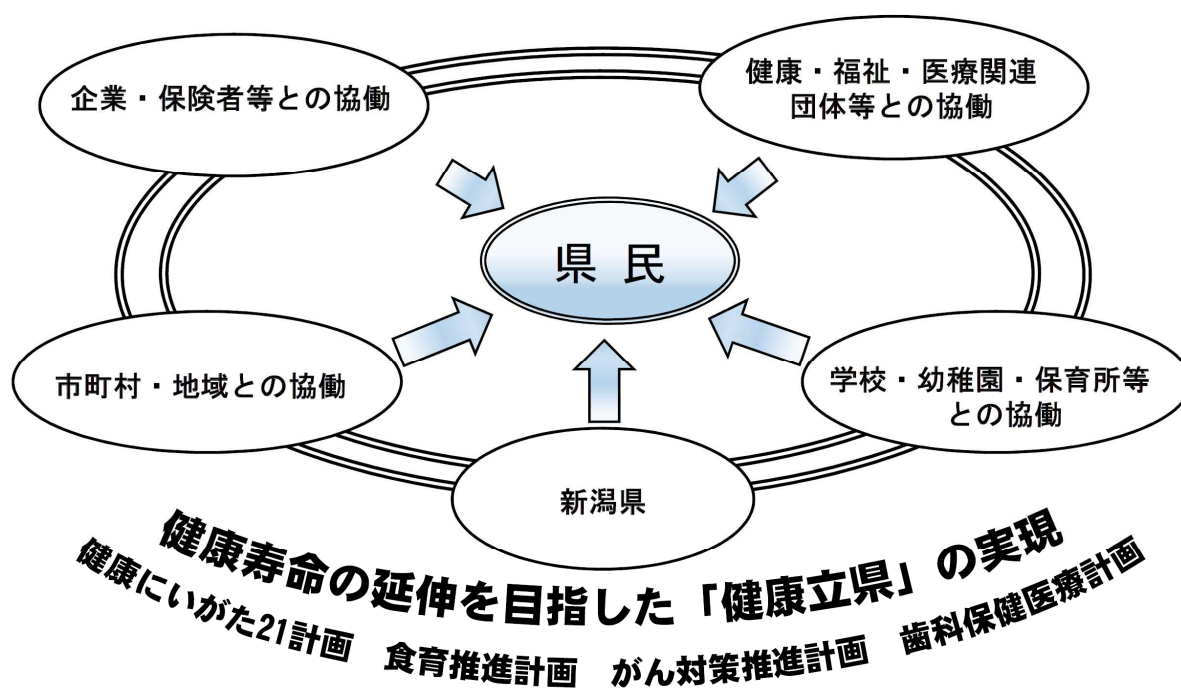 企業・保険者等との協働
健康・福祉・医療関連
団体等との協働
県民
市町村・地域との協働
学校・幼稚園・保育所等
との協働
新潟県
健康寿命の延伸を目指した「健康立県」の実現
健康にいがた21計画　食育推進計画　がん対策推進計画　歯科保健医療計画